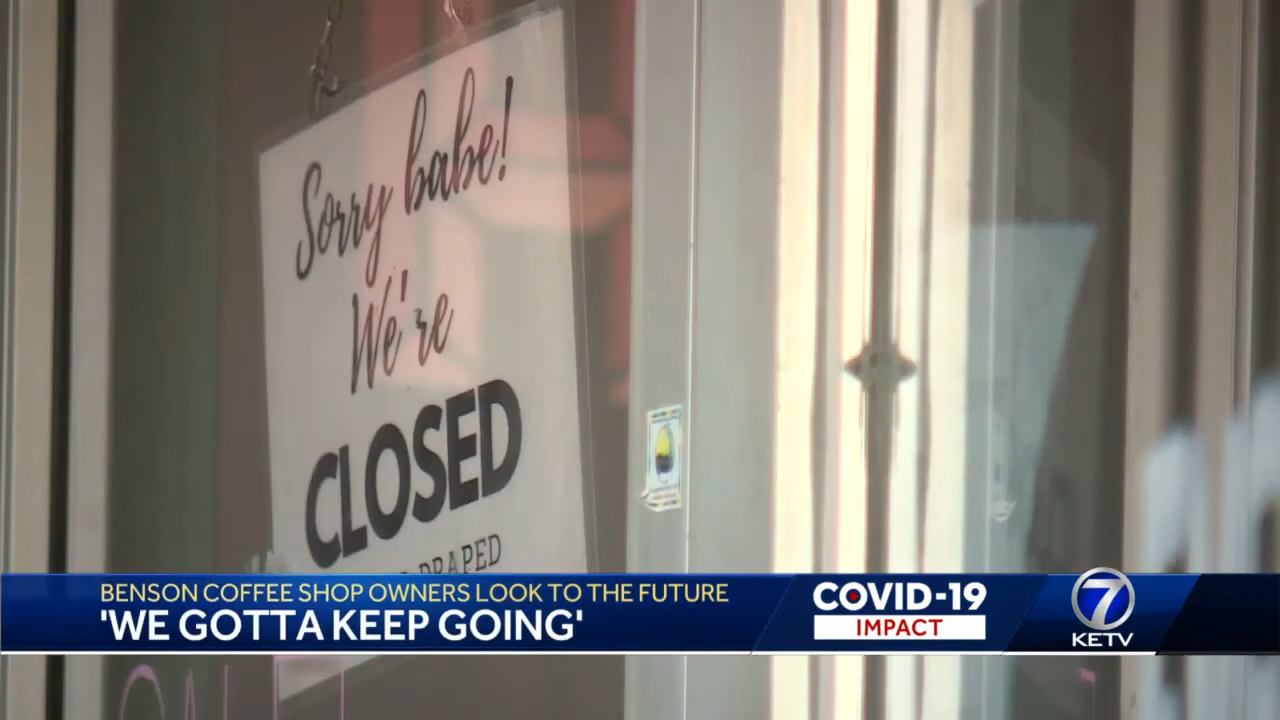 Sorry babe!
We're
CLOSED
DRAPED
BENSON COFFEE SHOP OWNERS LOOK TO THE FUTURE
'WE GOTTA KEEP GOING'
COVID-19
IMPACT
7
KETV